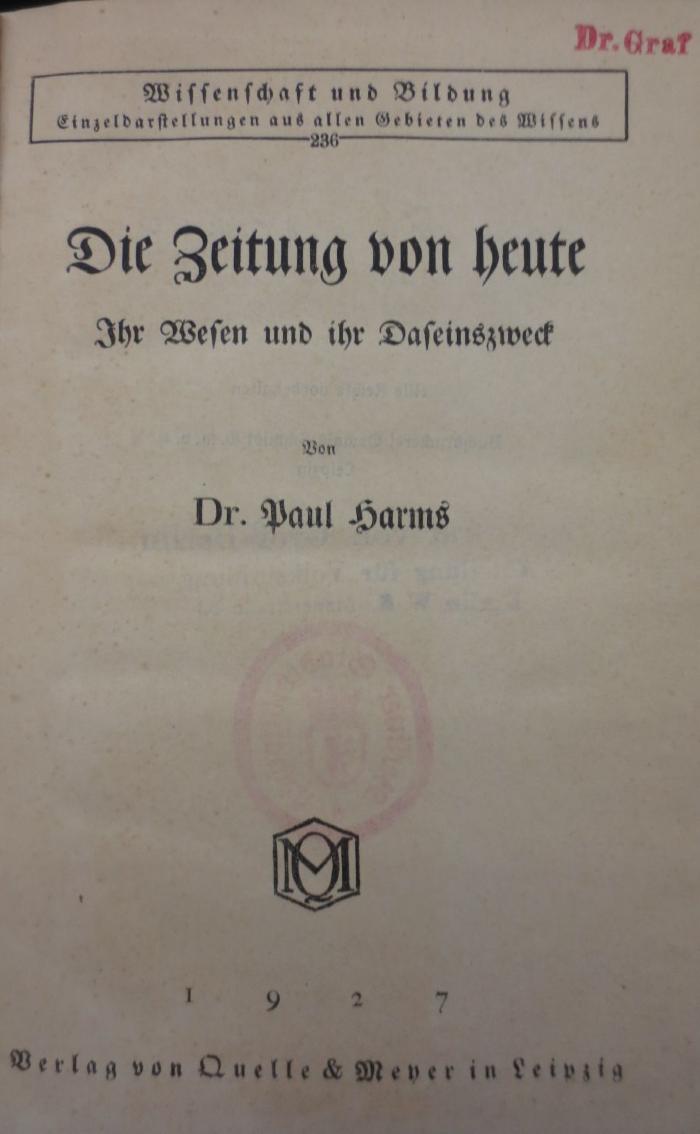 Dr. Graf
Wissenschaft und Bildung
Einzeldarstellungen aus allen Gebieten des Wissens
236
Die Zeitung von heute
Ihr Wesen und ihr Daseinszweck
Von
Dr. Paul Harms
QM
1927
Verlag von Quelle & Meyer in Leipzig